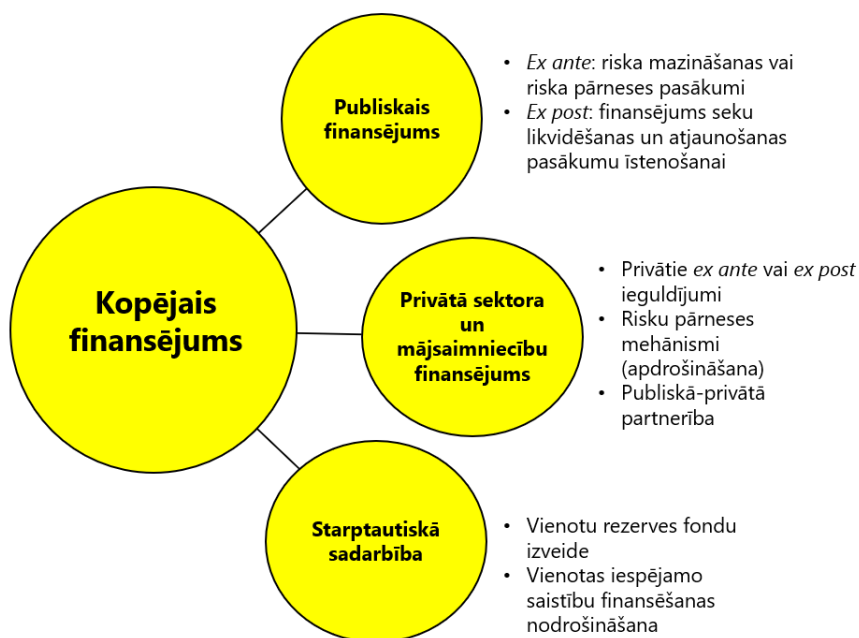 Kopējais
finansējums
Publiskais
finansējums
• Ex ante: riska mazināšanas vai
riska pārneses pasākumi
• Ex post: finansējums seku
likvidēšanas un atjaunošanas
pasākumu īstenošanai
Privātā sektora
un
mājsaimniecību
finansējums
• Privātie ex ante vai ex post
ieguldījumi
• Risku pārneses
mehānismi
(apdrošināšana)
• Publiskā-privātā
partnerība
Starptautiskā
sadarbība
• Vienotu rezerves fondu
izveide
• Vienotas iespējamo
saistību finansēšanas
nodrošināšana